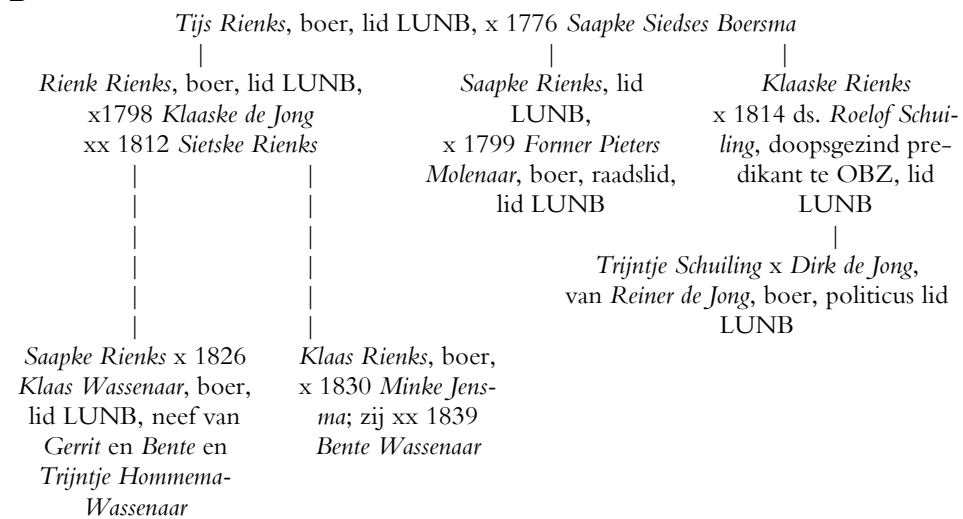 Tijs Rienks, boer, lid LUNB, x 1776 Saapke Siedses Boersma
Rienk Rienks, boer, lid LUNB,
x1798 Klaaske de Jong
xx 1812 Sietske Rienks
Saapke Rienks, lid
LUNB,
x 1799 Former Pieters
Molenaar, boer, raadslid,
lid LUNB
Klaaske Rienks
x 1814 ds. Roelof Schui-
ling, doopsgezind pre-
dikant te OBZ, lid
LUNB
Trijntje Schuiling x Dirk de Jong,
van Reiner de Jong, boer, politicus lid
LUNB
Saapke Rienks x 1826
Klaas Wassenaar, boer,
lid LUNB, neef van
Gerrit en Bente en
Trijntje Hommema-
Wassenaar
Klaas Rienks, boer,
x 1830 Minke Jens-
ma; zij xx 1839
Bente Wassenaar